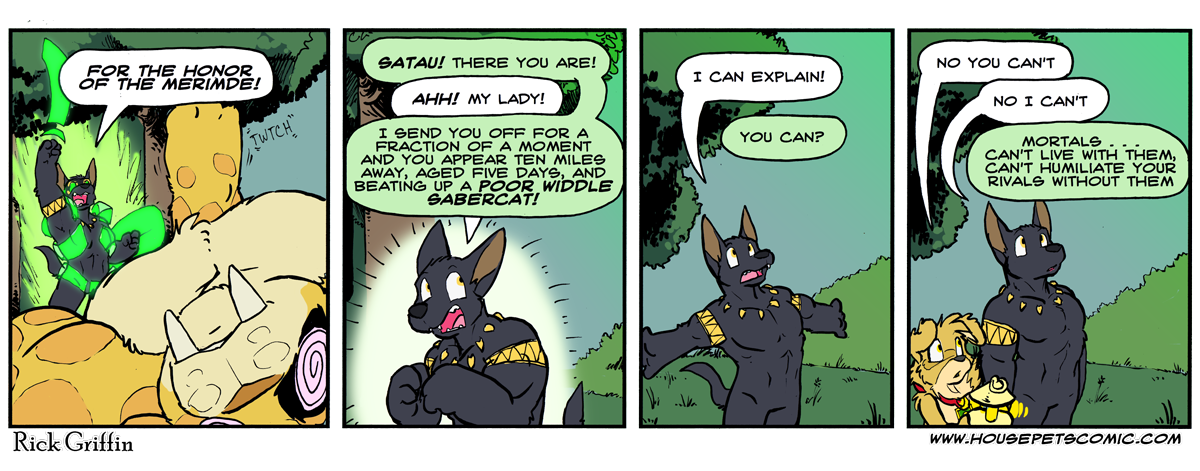 FOR THE HONOR
OF THE MERIMDE!
TWTCH
SATAU! THERE YOU ARE!
AHH! MY LADY!
I SEND YOU OFF FOR A
FRACTION OF A MOMENT
AND YOU APPEAR TEN MILES
AWAY, AGED FIVE DAYS, AND
BEATING UP A POOR WIDDLE
SABERCAT!
I CAN EXPLAIN!
YOU CAN?
NO YOU CAN'T
NO I CAN'T
MORTALS . . .
CAN'T LIVE WITH THEM,
CAN'T HUMILIATE YOUR
RIVALS WITHOUT THEM
Rick Griffin
WWW.HOUSEPETSCOMIC.COM